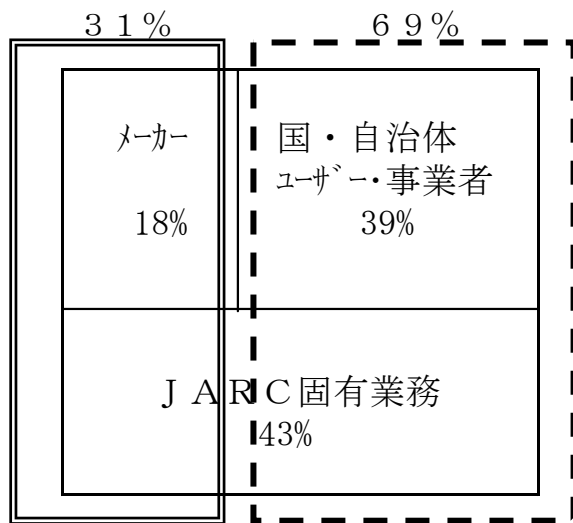 ３１％ ６９％
ﾒｰｶｰ 国・自治体
ﾕｰｻﾞｰ・事業者
18% 39%
ＪＡＲＣ固有業務
43%